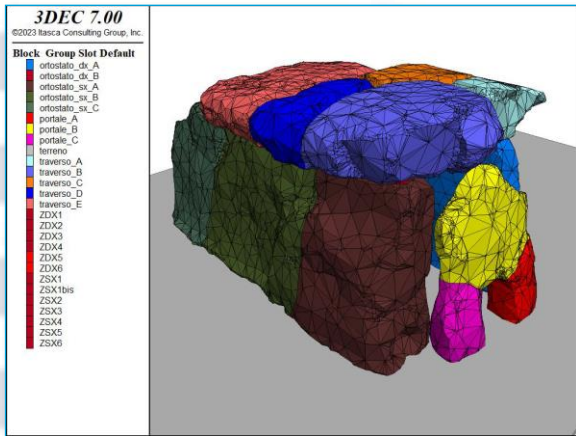 3DEC 7.00
©2023 Itasca Consulting Group, Inc.
Block Group Slot Default
ortostato_dx_A
ortostato_dx_B
ortostato_sx_A
ortostato_sx_B
ortostato_sx_C
portale_A
portale_B
portale_C
terreno
traverso_A
traverso_B
traverso_C
traverso_D
traverso_E
ZDX1
ZDX2
ZDX3
ZDX4
ZDX5
ZDX6
ZSX1
ZSX1bis
ZSX2
ZSX3
ZSX4
ZSX5
ZSX6